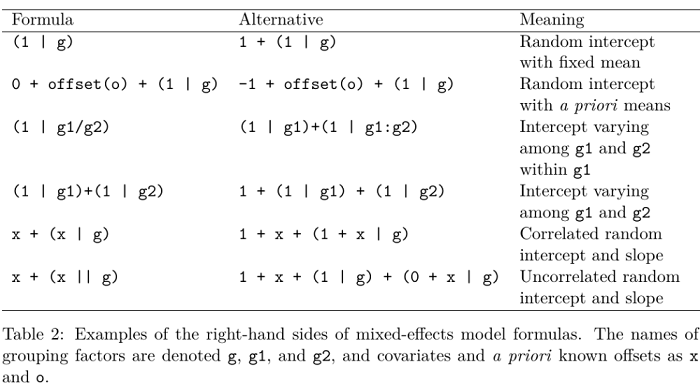 Formula Alternative Meaning
(1 | g) 1 + (1 | g) Random intercept
with fixed mean
0 + offset(o) + (1 | g) -1 + offset(o) + (1 | g) Random intercept
with a priori means
(1 | g1/g2) (1 | g1)+(1 | g1:g2) Intercept varying
among g1 and g2
within g1
(1 | g1)+(1 | g2) 1 + (1 | g1) + (1 | g2) Intercept varying
among g1 and g2
x + (x | g) 1 + x + (1 + x | g) Correlated random
intercept and slope
x + (x || g) 1 + x + (1 | g) + (0 + x | g) Uncorrelated random
intercept and slope
Table 2: Examples of the right-hand sides of mixed-effects model formulas. The names of
grouping factors are denoted g, g1, and g2, and covariates and a priori known offsets as x
and o.